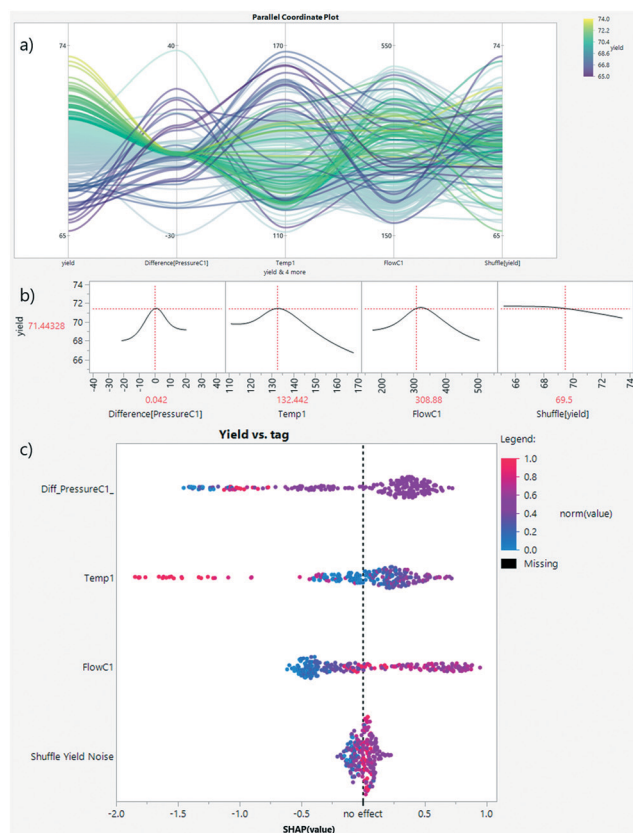 Parallel Coordinate Plot
a)
74 40 170 550 74
65 -30 110 150 65
yield Difference[PressureC1] Temp1 FlowC1 Shuffle[yield]
yield & 4 more
74.0
72.2
70.4
68.6
66.8
65.0
yield
b)
74
72
70
68
66
yield
71.44328
-40 -30 -20 -10 0 10 20 30 40
110 120 130 140 150 160 170
200 300 400 500
66 68 70 72 74
0.042 132.442 308.88 69.5
Difference[PressureC1] Temp1 FlowC1 Shuffle[yield]
c)
Yield vs. tag
Legend:
1.0
0.8
0.6
0.4
0.2
0.0
norm(value)
Missing
Diff_PressureC1_
Temp1
FlowC1
Shuffle Yield Noise
-2.0 -1.5 -1.0 -0.5 no effect 0.5 1.0
SHAP(value)